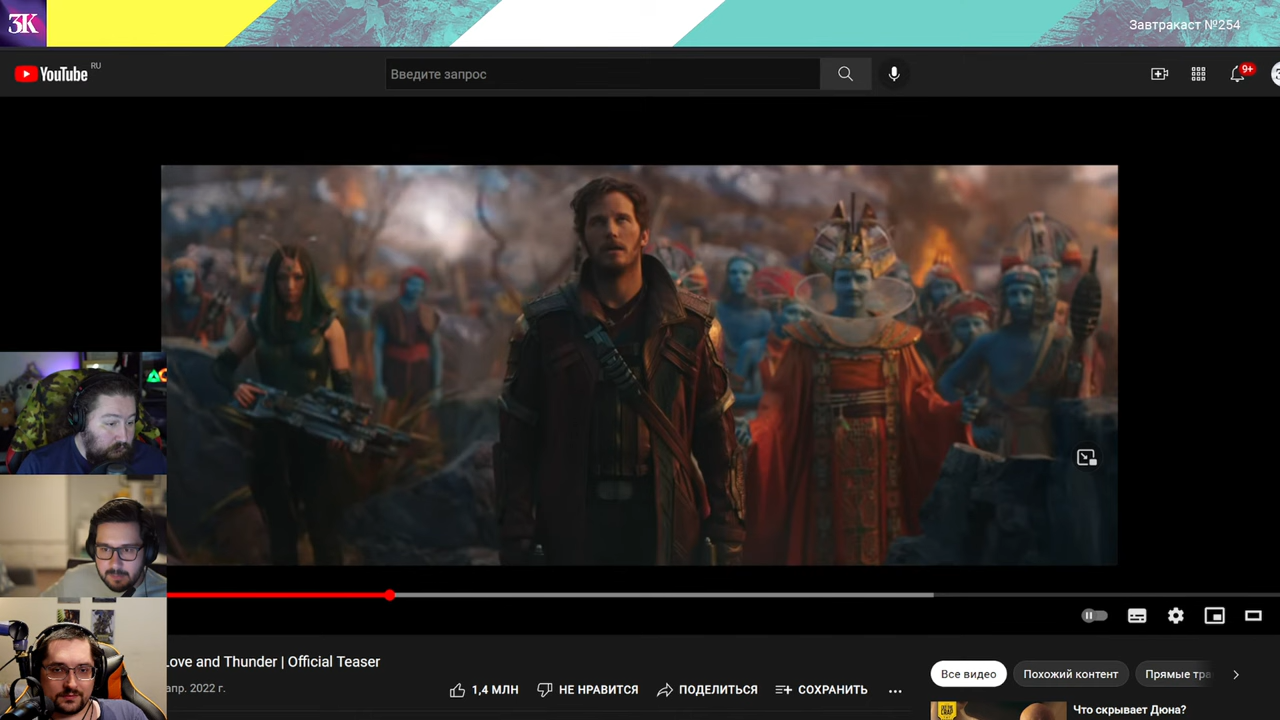 ЗК
Завтракаст №254
YouTube RU
Введите запрос
9+
Love and Thunder | Official Teaser
апр. 2022 г.
1,4 МЛН
НЕ НРАВИТСЯ
ПОДЕЛИТЬСЯ
СОХРАНИТЬ
Все видео
Похожий контент
Прямые тра
Что скрывает Дюна?